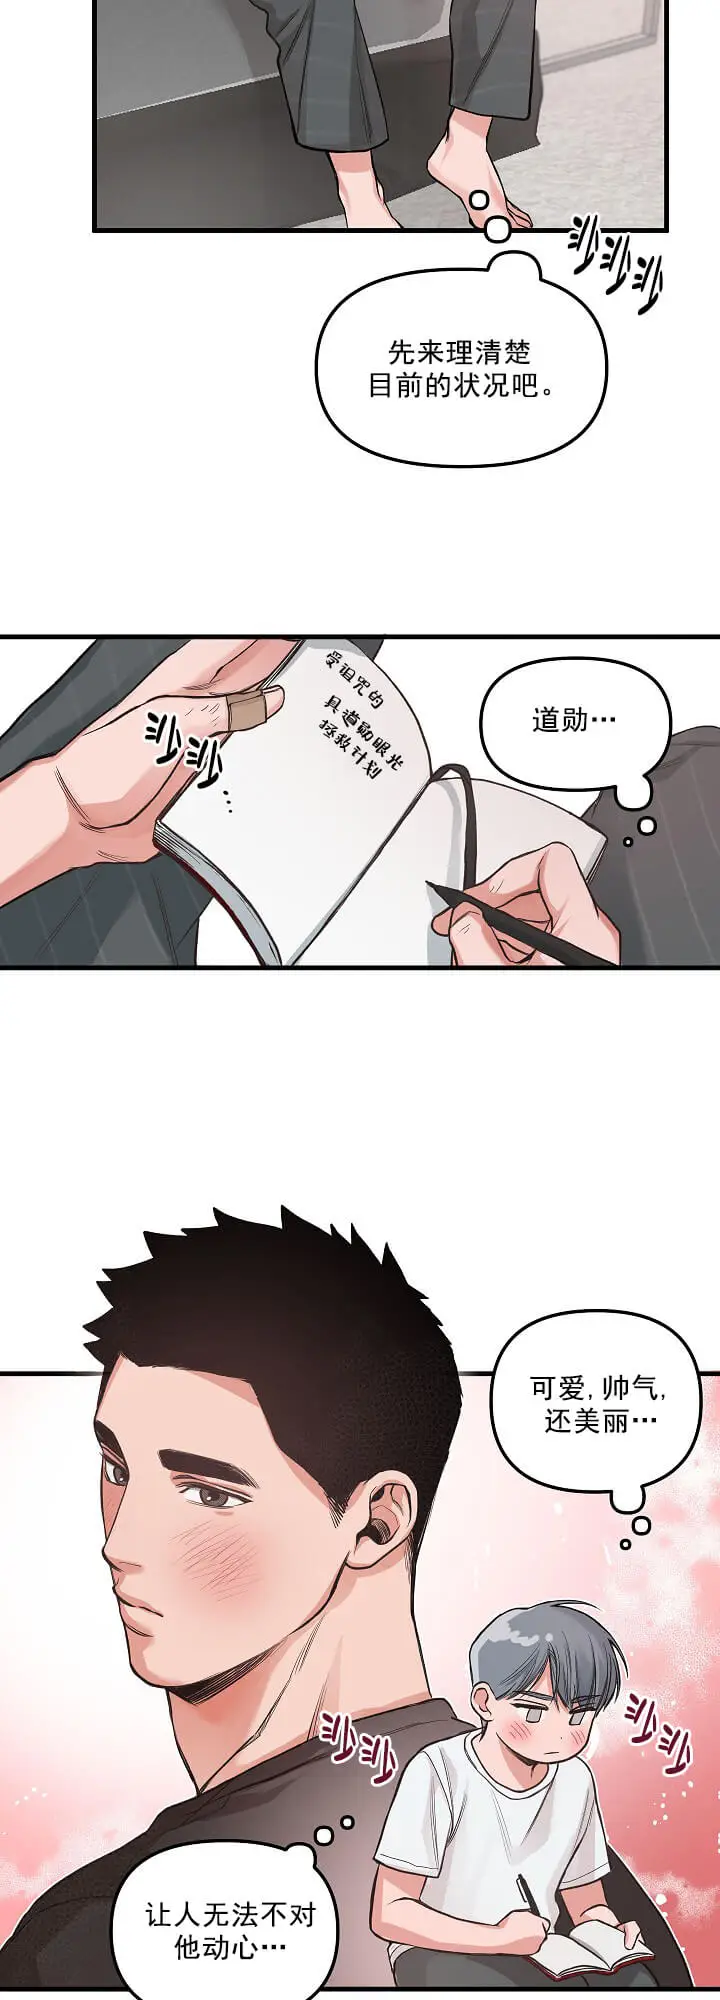 沙沙沙
先来理清楚
目前的状况吧。
受诅咒的
具道勋眼光
拯救计划
道勋…
沙沙
可爱,帅气,
还美丽…
沙沙
沙沙
让人无法不对
他动心…